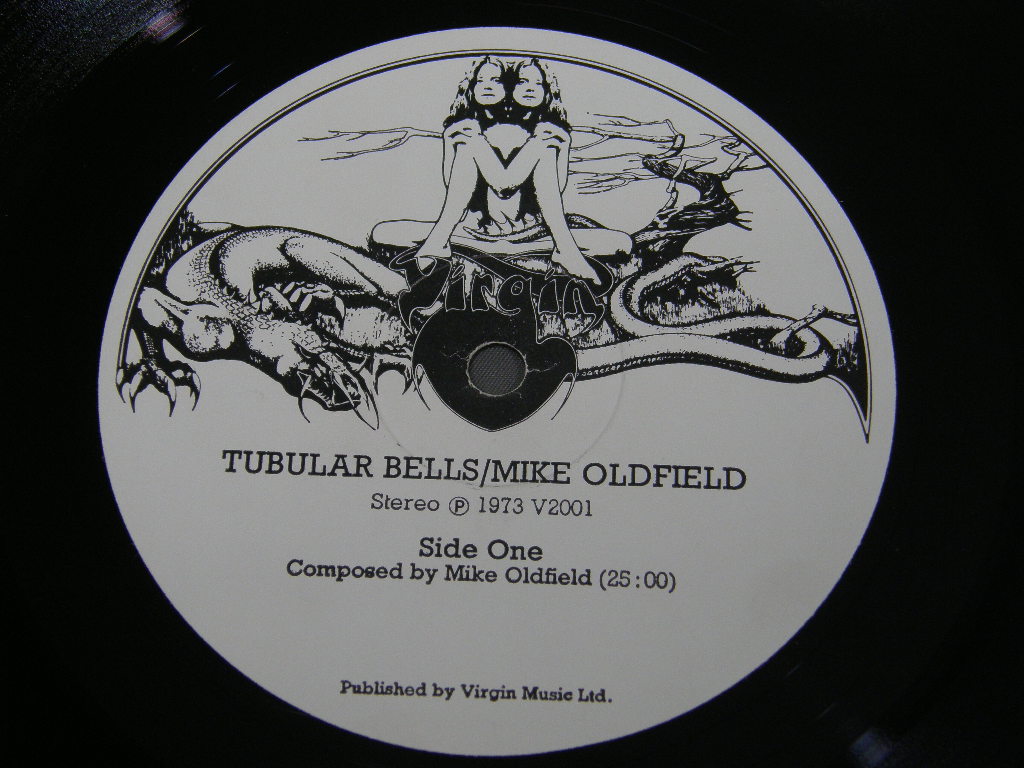 Virgin
TUBULAR BELLS/MIKE OLDFIELD
Stereo Ⓟ 1973 V2001
Side One
Composed by Mike Oldfield (25:00)
Published by Virgin Music Ltd.